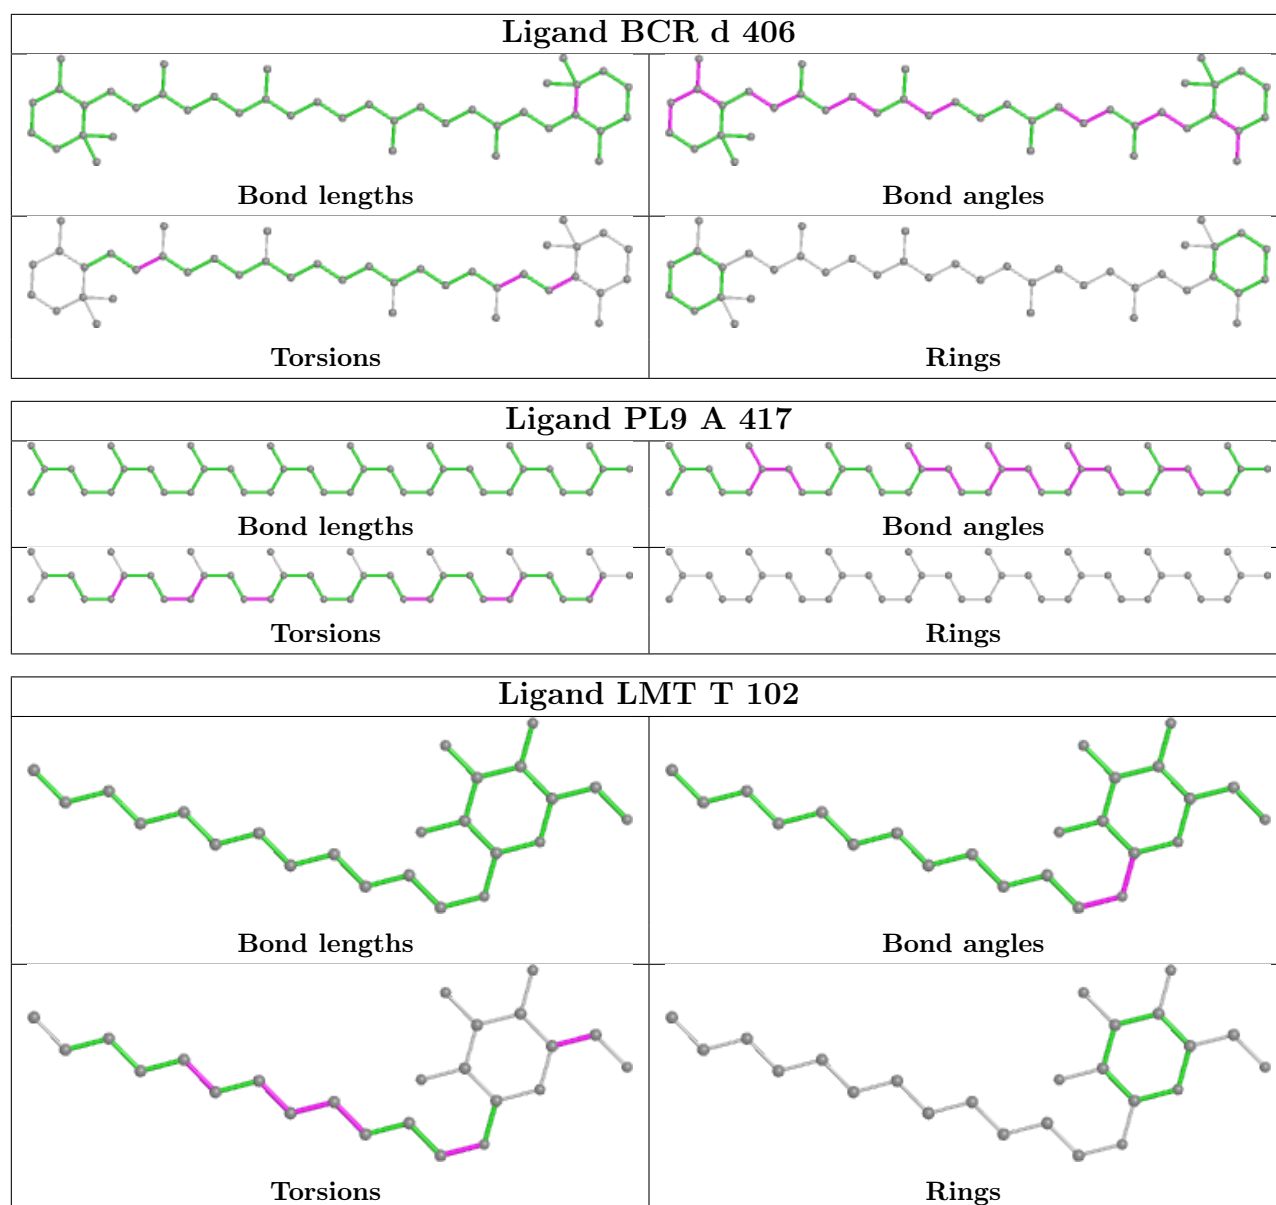 Ligand BCR d 406
Bond lengths
Bond angles
Torsions
Rings
Ligand PL9 A 417
Bond lengths
Bond angles
Torsions
Rings
Ligand LMT T 102
Bond lengths
Bond angles
Torsions
Rings